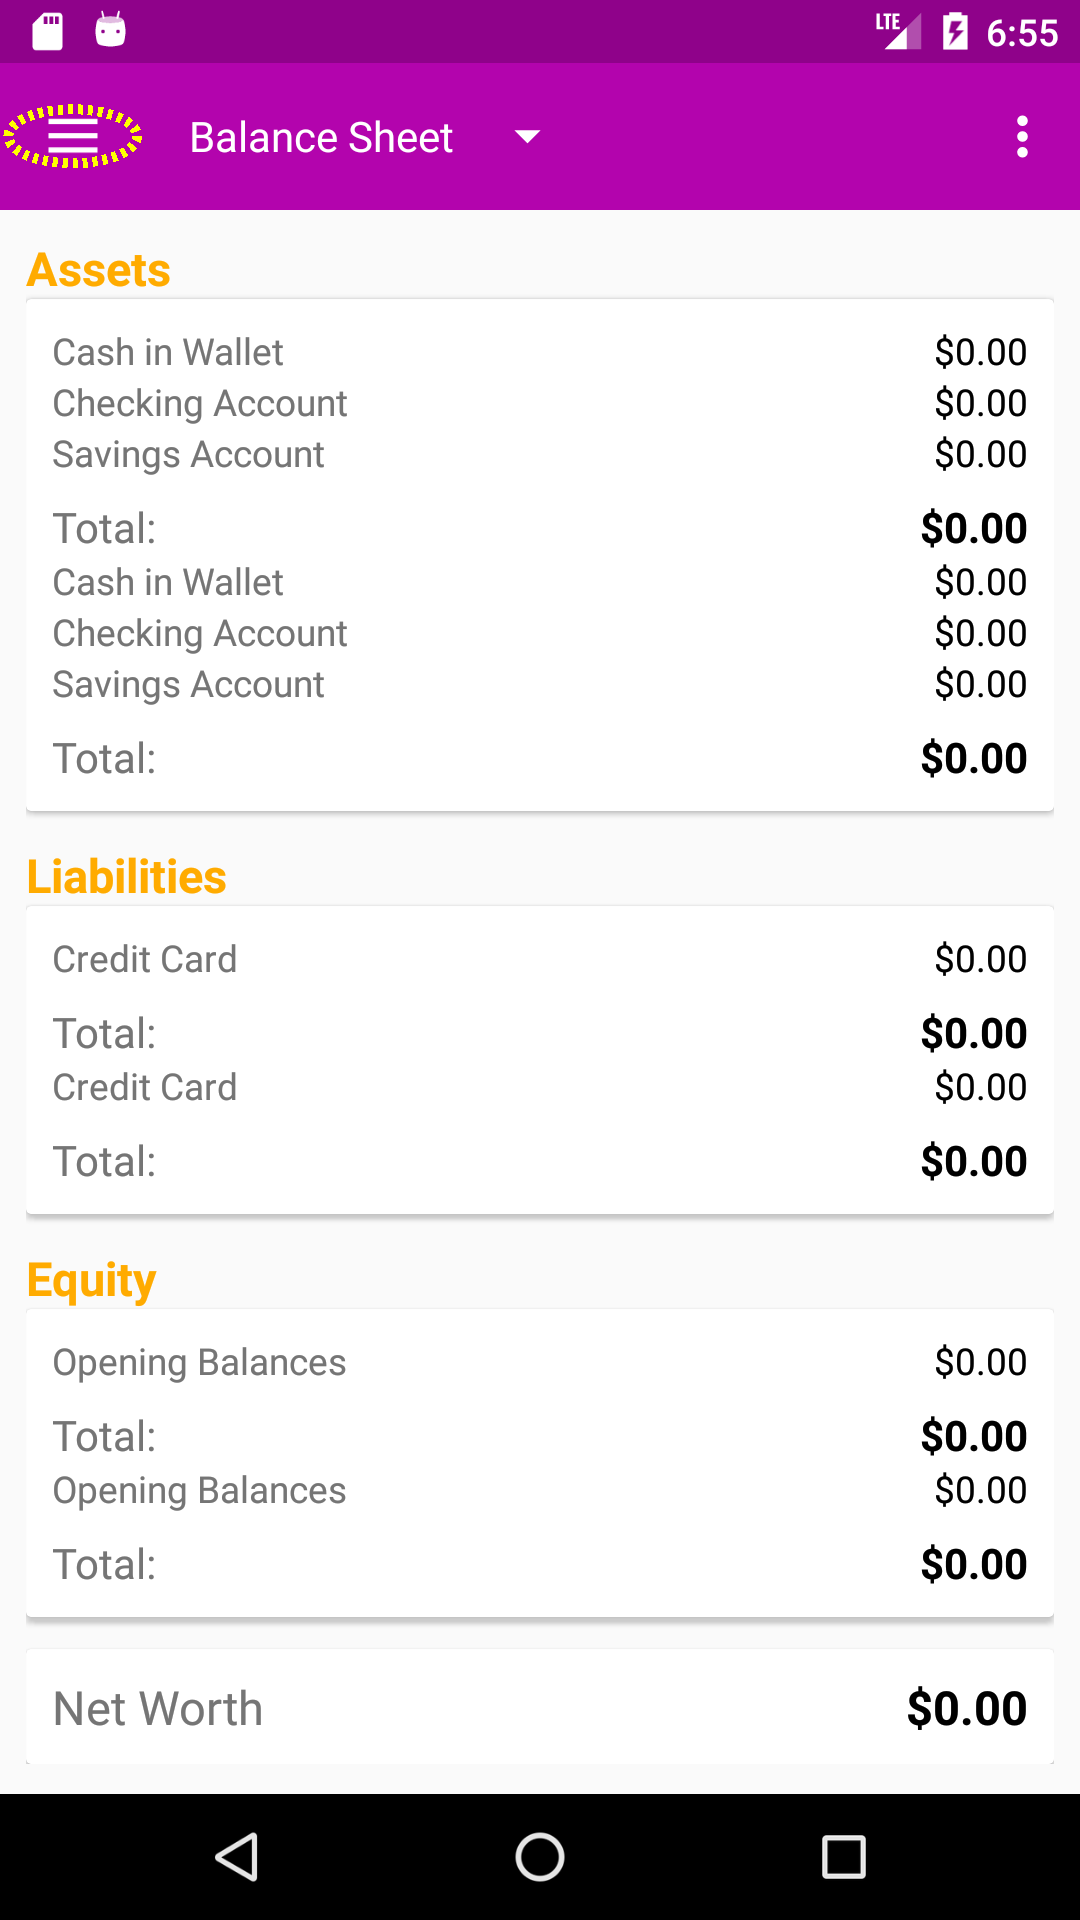 LTE 6:55
Balance Sheet
Assets
Cash in Wallet $0.00
Checking Account $0.00
Savings Account $0.00
Total: $0.00
Cash in Wallet $0.00
Checking Account $0.00
Savings Account $0.00
Total: $0.00
Liabilities
Credit Card $0.00
Total: $0.00
Credit Card $0.00
Total: $0.00
Equity
Opening Balances $0.00
Total: $0.00
Opening Balances $0.00
Total: $0.00
Net Worth $0.00